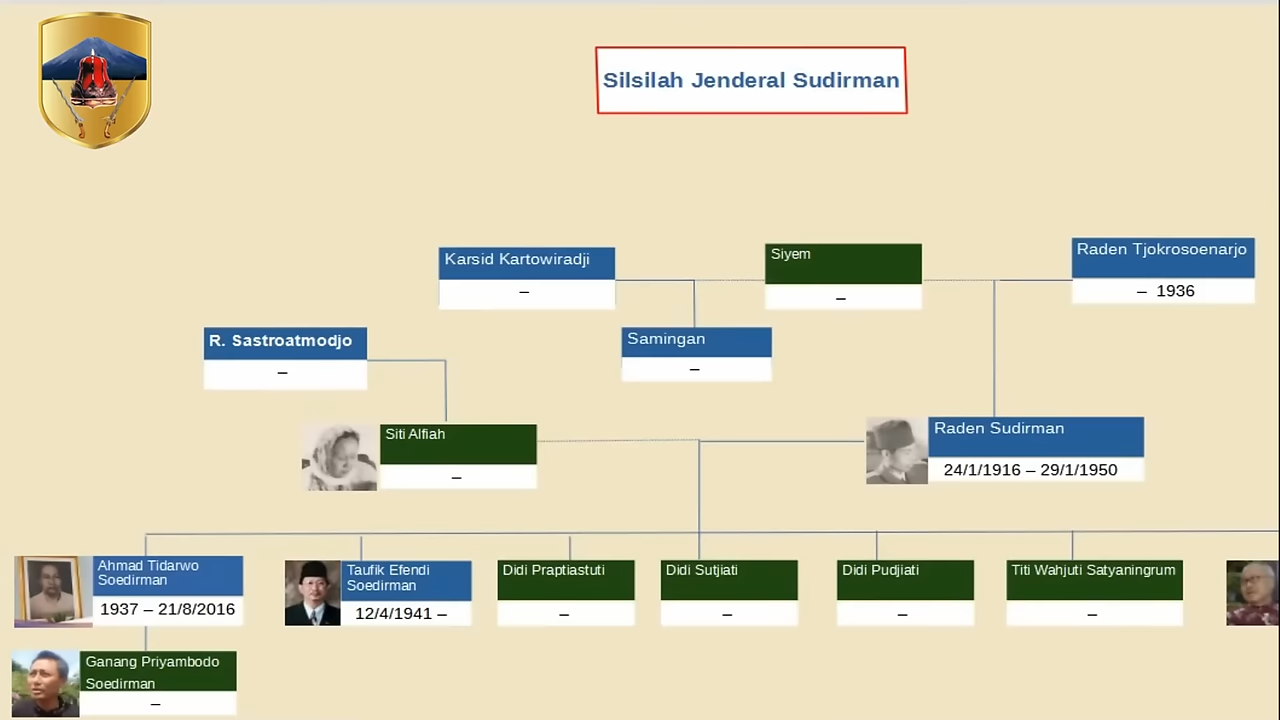 Silsilah Jenderal Sudirman
Karsid Kartowiradji
–
Siyem
–
Raden Tjokrosoenarjo
– 1936
R. Sastroatmodjo
–
Samingan
–
Siti Alfiah
–
Raden Sudirman
24/1/1916 – 29/1/1950
Ahmad Tidarwo
Soedirman
1937 – 21/8/2016
Taufik Efendi
Soedirman
12/4/1941 –
Didi Praptiastuti
–
Didi Sutjiati
–
Didi Pudjiati
–
Titi Wahjuti Satyaningrum
–
Ganang Priyambodo
Soedirman
–